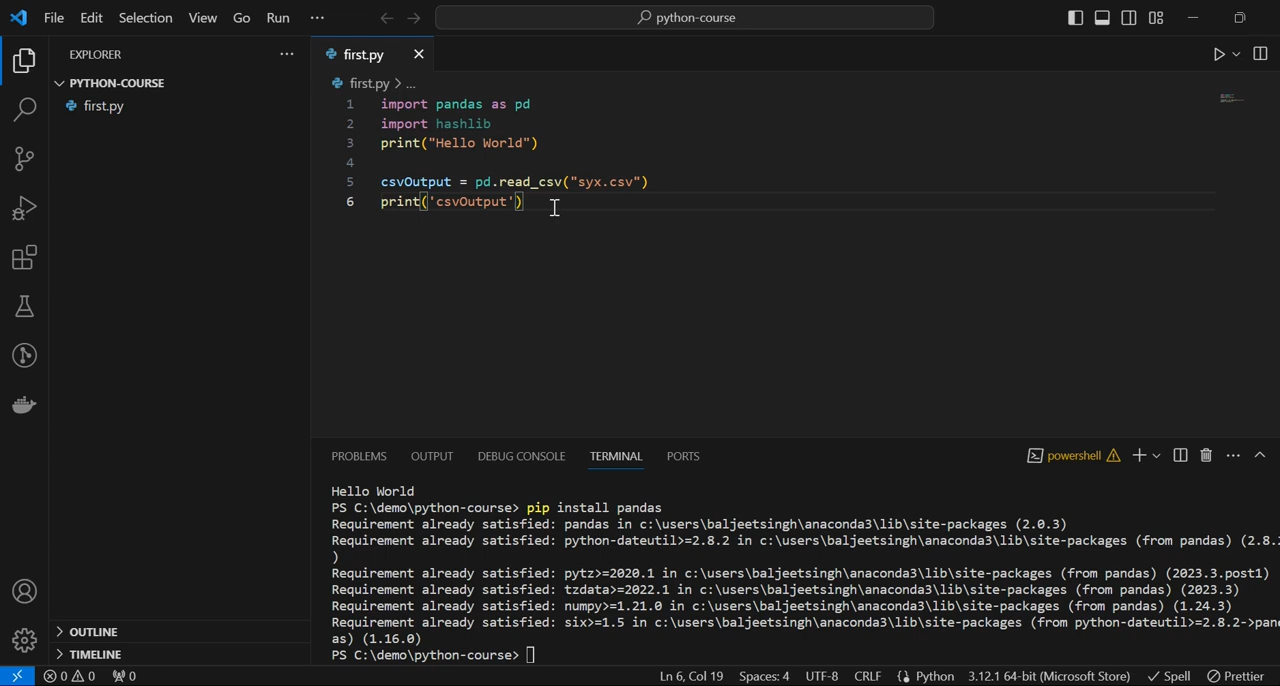 File Edit Selection View Go Run ··· python-course
EXPLORER ···
PYTHON-COURSE
first.py
first.py
first.py > ...
1 import pandas as pd
2 import hashlib
3 print("Hello World")
4
5 csvOutput = pd.read_csv("syx.csv")
6 print('csvOutput')
PROBLEMS OUTPUT DEBUG CONSOLE TERMINAL PORTS powershell
Hello World
PS C:\demo\python-course> pip install pandas
Requirement already satisfied: pandas in c:\users\baljeetsingh\anaconda3\lib\site-packages (2.0.3)
Requirement already satisfied: python-dateutil>=2.8.2 in c:\users\baljeetsingh\anaconda3\lib\site-packages (from pandas) (2.8.2
)
Requirement already satisfied: pytz>=2020.1 in c:\users\baljeetsingh\anaconda3\lib\site-packages (from pandas) (2023.3.post1)
Requirement already satisfied: tzdata>=2022.1 in c:\users\baljeetsingh\anaconda3\lib\site-packages (from pandas) (2023.3)
Requirement already satisfied: numpy>=1.21.0 in c:\users\baljeetsingh\anaconda3\lib\site-packages (from pandas) (1.24.3)
Requirement already satisfied: six>=1.5 in c:\users\baljeetsingh\anaconda3\lib\site-packages (from python-dateutil>=2.8.2->pan
as) (1.16.0)
PS C:\demo\python-course>
OUTLINE
TIMELINE
0 0 0 Ln 6, Col 19 Spaces: 4 UTF-8 CRLF Python 3.12.1 64-bit (Microsoft Store) Spell Prettier